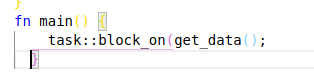 }
fn main() {
    task::block_on(get_data();
}